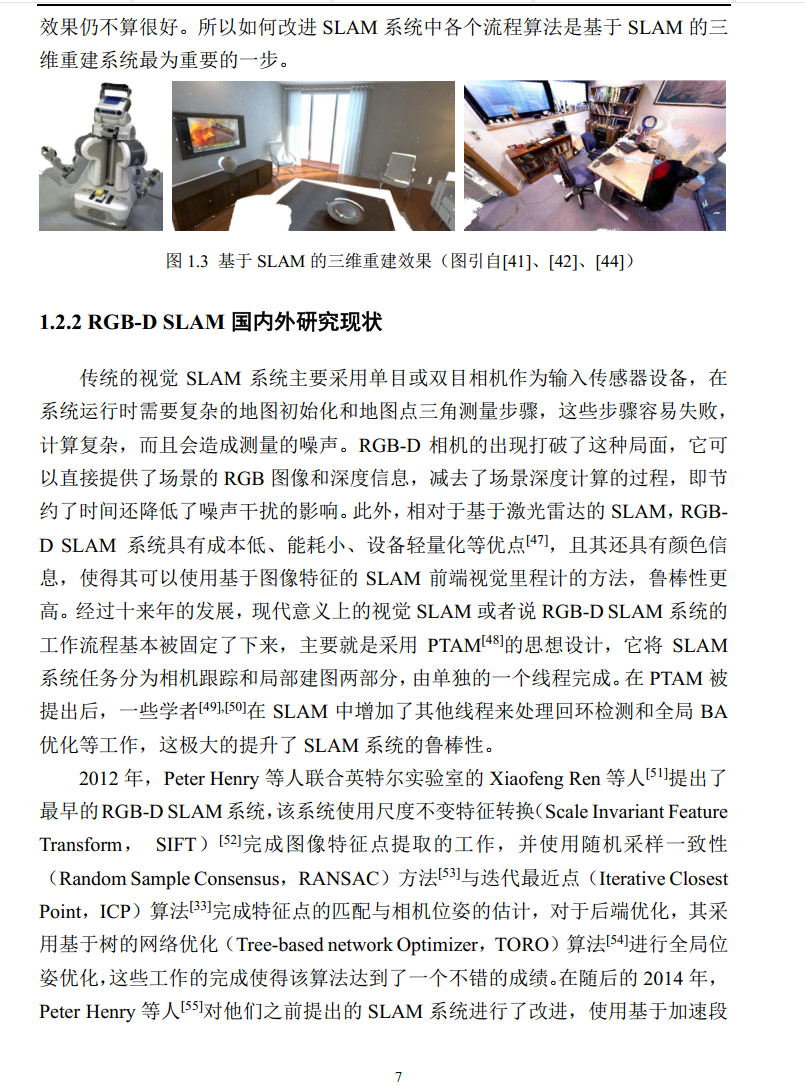 效果仍不算很好。所以如何改进 SLAM 系统中各个流程算法是基于 SLAM 的三
维重建系统最为重要的一步。
图 1.3 基于 SLAM 的三维重建效果（图引自[41]、[42]、[44]）
1.2.2 RGB-D SLAM 国内外研究现状
传统的视觉 SLAM 系统主要采用单目或双目相机作为输入传感器设备，在
系统运行时需要复杂的地图初始化和地图点三角测量步骤，这些步骤容易失败，
计算复杂，而且会造成测量的噪声。RGB-D 相机的出现打破了这种局面，它可
以直接提供了场景的 RGB 图像和深度信息，减去了场景深度计算的过程，即节
约了时间还降低了噪声干扰的影响。此外，相对于基于激光雷达的 SLAM，RGB-
D SLAM 系统具有成本低、能耗小、设备轻量化等优点[47]，且其还具有颜色信
息，使得其可以使用基于图像特征的 SLAM 前端视觉里程计的方法，鲁棒性更
高。经过十来年的发展，现代意义上的视觉 SLAM 或者说 RGB-D SLAM 系统的
工作流程基本被固定了下来，主要就是采用 PTAM[48]的思想设计，它将 SLAM
系统任务分为相机跟踪和局部建图两部分，由单独的一个线程完成。在 PTAM 被
提出后，一些学者[49],[50]在 SLAM 中增加了其他线程来处理回环检测和全局 BA
优化等工作，这极大的提升了 SLAM 系统的鲁棒性。
2012 年，Peter Henry 等人联合英特尔实验室的 Xiaofeng Ren 等人[51]提出了
最早的 RGB-D SLAM 系统，该系统使用尺度不变特征转换（Scale Invariant Feature
Transform， SIFT）[52]完成图像特征点提取的工作，并使用随机采样一致性
（Random Sample Consensus，RANSAC）方法[53]与迭代最近点（Iterative Closest
Point，ICP）算法[33]完成特征点的匹配与相机位姿的估计，对于后端优化，其采
用基于树的网络优化（Tree-based network Optimizer，TORO）算法[54]进行全局位
姿优化，这些工作的完成使得该算法达到了一个不错的成绩。在随后的 2014 年，
Peter Henry 等人[55]对他们之前提出的 SLAM 系统进行了改进，使用基于加速段
7